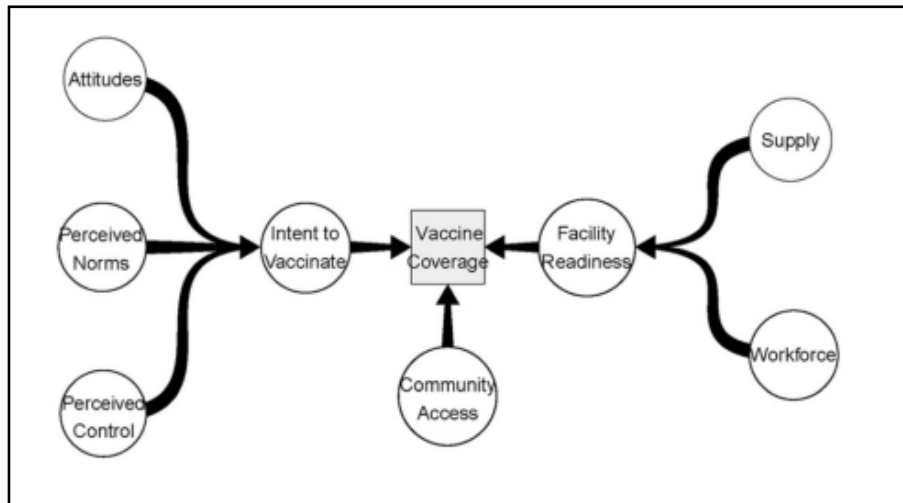 Attitudes
Perceived
Norms
Perceived
Control
Intent to
Vaccinate
Vaccine
Coverage
Community
Access
Facility
Readiness
Supply
Workforce